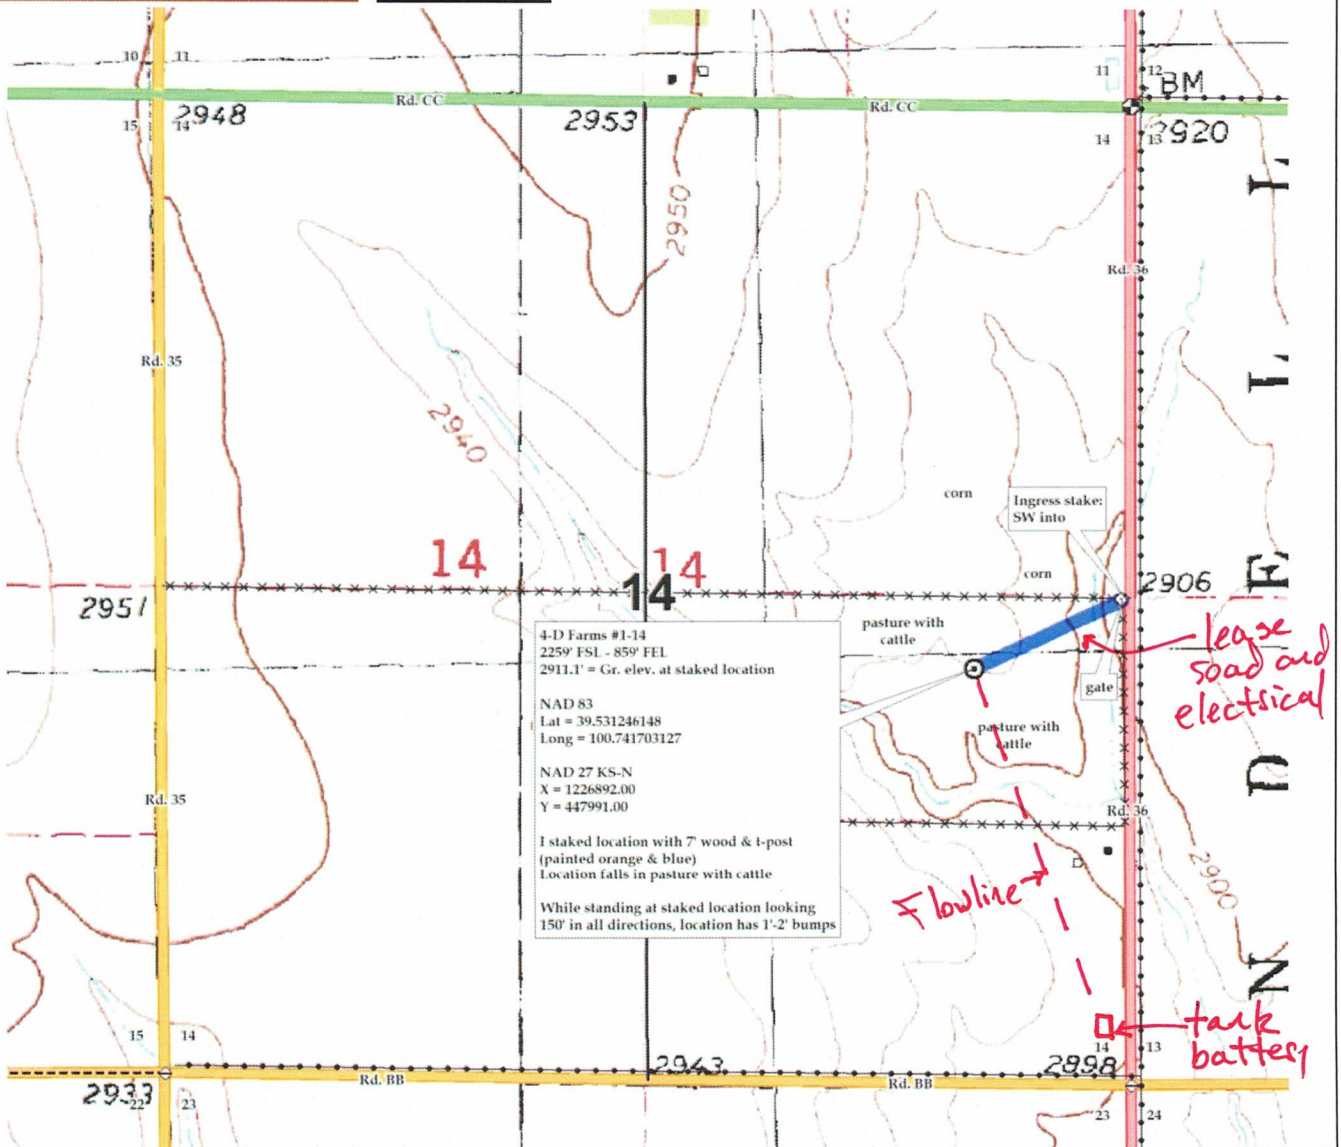 10 11
11 12
BM
Rd. CC
Rd. CC
15 14
2948
2953
14 13
2920
L
2950
Rd. 36
Rd. 35
L
2940
corn
Ingress stake:
SW into
E
14
14
14
corn
2906
2951
pasture with
cattle
lease
road and
electrical
gate
4-D Farms #1-14
2259' FSL - 859' FEL
2911.1' = Gr. elev. at staked location
NAD 83
Lat = 39.531246148
Long = 100.741703127
NAD 27 KS-N
X = 1226892.00
Y = 447991.00
I staked location with 7' wood & t-post
(painted orange & blue)
Location falls in pasture with cattle
While standing at staked location looking
150' in all directions, location has 1'-2' bumps
pasture with
cattle
D
Rd. 35
Rd. 36
2900
Flowline
N
15 14
tank
battery
14 13
2943
2898
Rd. BB
Rd. BB
2933
22 23
23 24